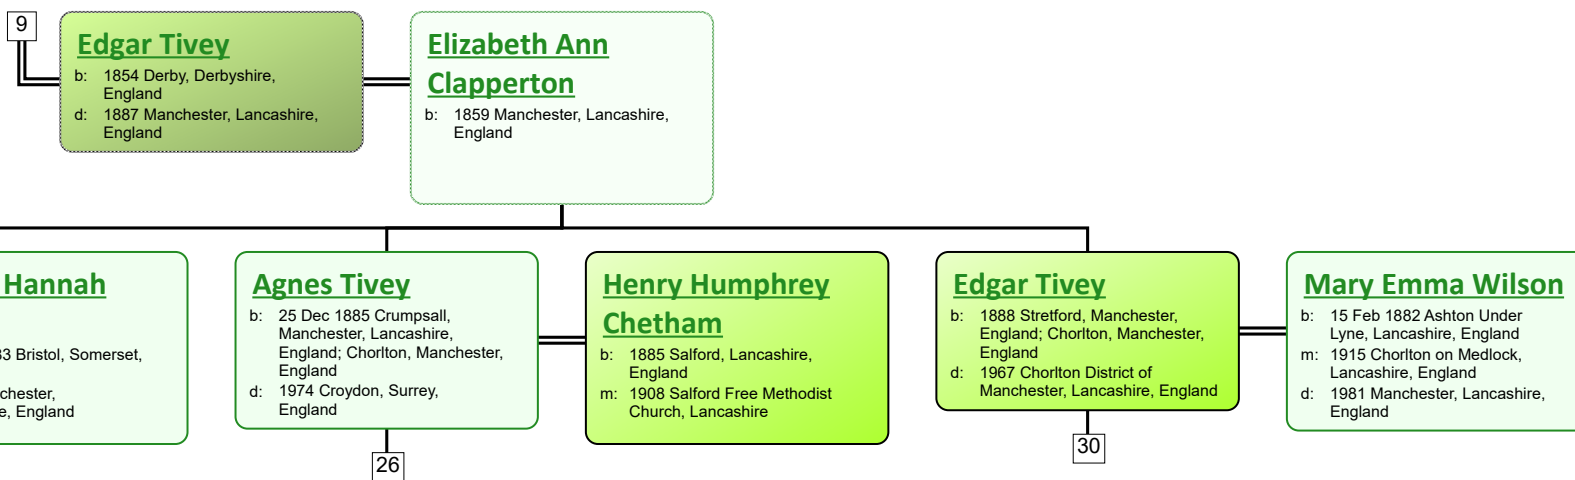 9
Edgar Tivey
b: 1854 Derby, Derbyshire,
England
d: 1887 Manchester, Lancashire,
England
Elizabeth Ann
Clapperton
b: 1859 Manchester, Lancashire,
England
Hannah
Bristol, Somerset,
England
Agnes Tivey
b: 25 Dec 1885 Crumpsall,
Manchester, Lancashire,
England; Chorlton, Manchester,
England
d: 1974 Croydon, Surrey,
England
26
Henry Humphrey
Chetham
b: 1885 Salford, Lancashire,
England
m: 1908 Salford Free Methodist
Church, Lancashire
Edgar Tivey
b: 1888 Stretford, Manchester,
England; Chorlton, Manchester,
England
d: 1967 Chorlton District of
Manchester, Lancashire, England
30
Mary Emma Wilson
b: 15 Feb 1882 Ashton Under
Lyne, Lancashire, England
m: 1915 Chorlton on Medlock,
Lancashire, England
d: 1981 Manchester, Lancashire,
England